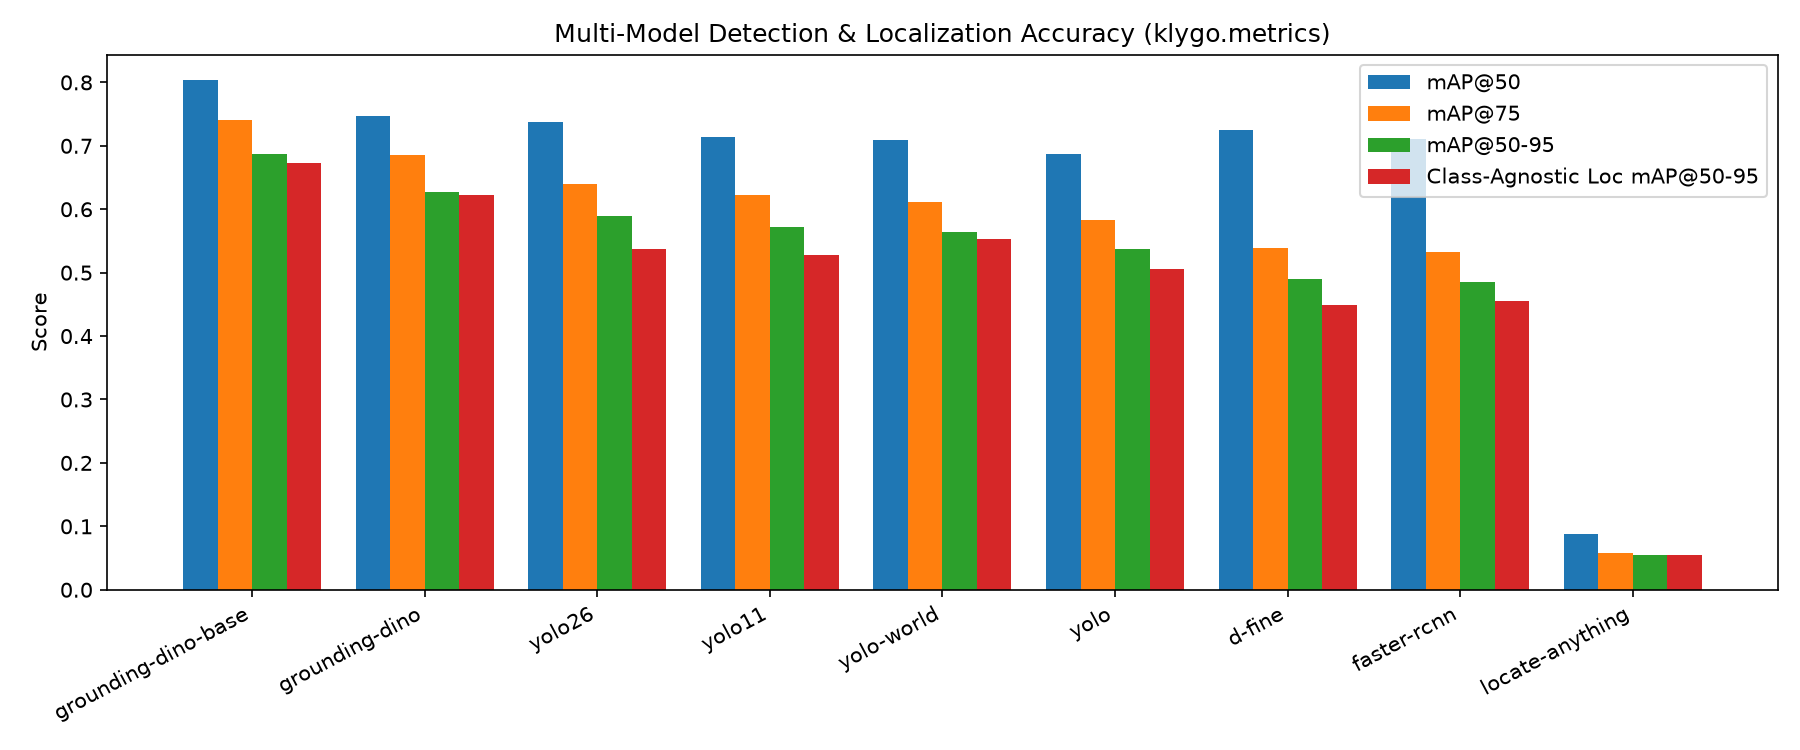 Multi-Model Detection & Localization Accuracy (klygo.metrics)
mAP@50
mAP@75
mAP@50-95
Class-Agnostic Loc mAP@50-95
Score
0.8
0.7
0.6
0.5
0.4
0.3
0.2
0.1
0.0
grounding-dino-base
grounding-dino
yolo26
yolo11
yolo-world
yolo
d-fine
faster-rcnn
locate-anything